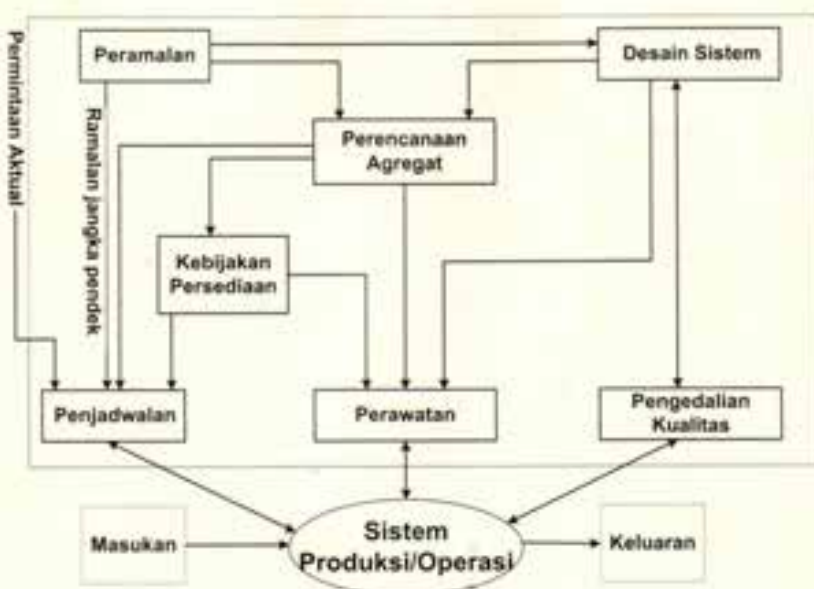 Permintaan Aktual
Ramalan jangka pendek
Peramalan
Desain Sistem
Perencanaan
Agregat
Kebijakan
Persediaan
Penjadwalan
Perawatan
Pengedalian
Kualitas
Masukan
Sistem
Produksi/Operasi
Keluaran